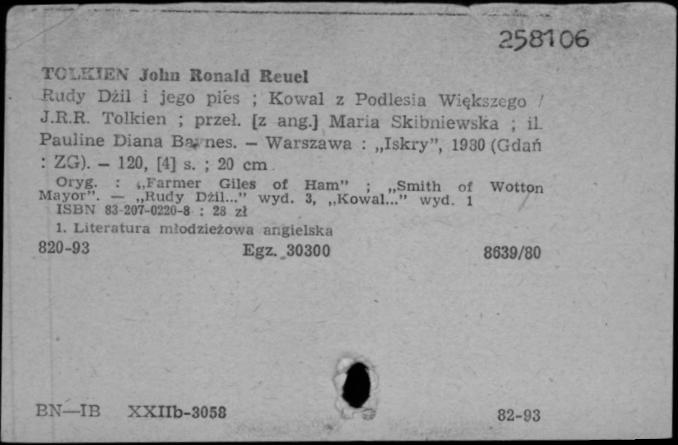 258106
TOLKIEN John Ronald Reuel
Rudy Dżil i jego pies ; Kowal z Podlesia Większego /
J.R.R. Tolkien ; przeł. [z ang.] Maria Skibniewska ; il.
Pauline Diana Baynes. — Warszawa : „Iskry”, 1980 (Gdań
: ZG). — 120, [4] s. ; 20 cm
Oryg. : „Farmer Giles of Ham” ; „Smith of Wotton
Mayor”. — „Rudy Dżil...” wyd. 3, „Kowal...” wyd. 1
ISBN 83-207-0220-8 : 28 zł
1. Literatura młodzieżowa angielska
820-93 Egz. 30300 8639/80
BN—IB XXIIb-3058 82-93